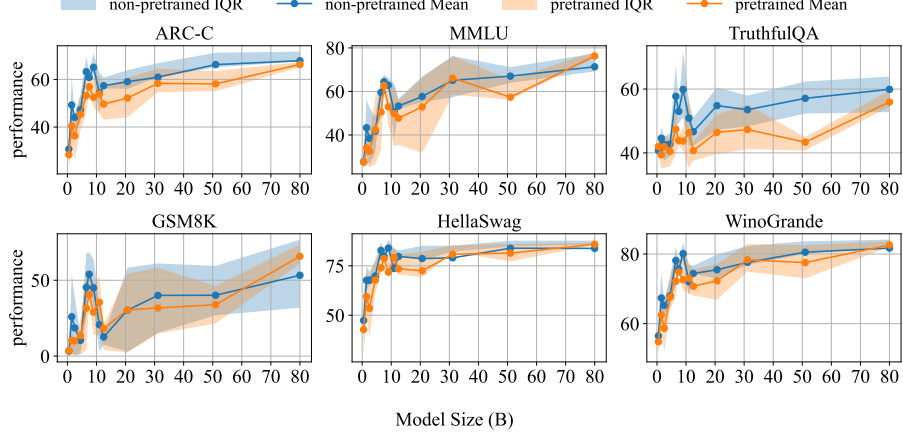 non-pretrained IQR non-pretrained Mean pretrained IQR pretrained Mean
ARC-C MMLU TruthfulQA
performance
60
40
80
60
40
60
40
0 10 20 30 40 50 60 70 80
0 10 20 30 40 50 60 70 80
0 10 20 30 40 50 60 70 80
GSM8K HellaSwag WinoGrande
performance
50
0
75
50
80
60
0 10 20 30 40 50 60 70 80
0 10 20 30 40 50 60 70 80
0 10 20 30 40 50 60 70 80
Model Size (B)